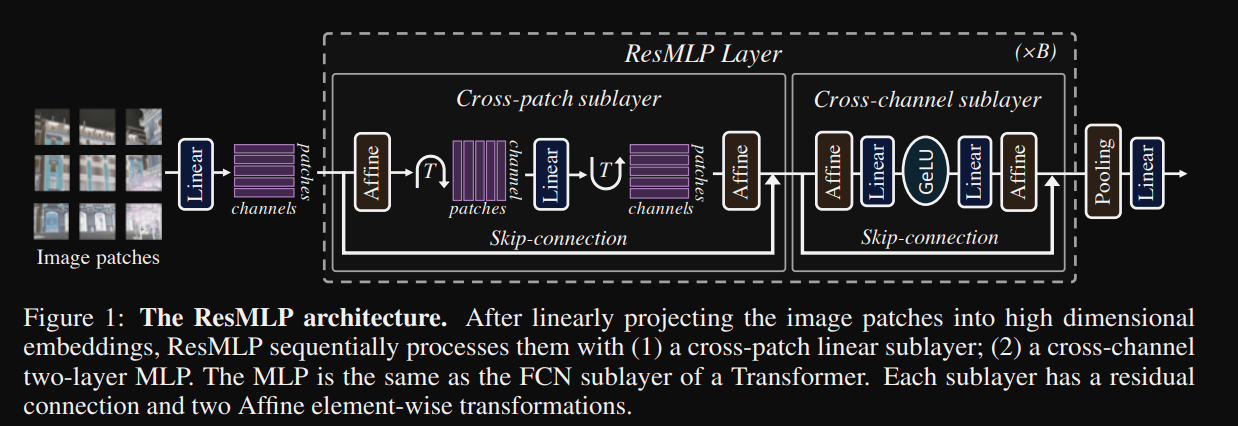 ResMLP Layer
(×B)
Cross-patch sublayer
Cross-channel sublayer
Linear
patches
channels
Affine
T
channel
patches
Linear
T
patches
channels
Affine
Skip-connection
Affine
Linear
GeLU
Linear
Affine
Skip-connection
Pooling
Linear
Image patches
Figure 1: The ResMLP architecture. After linearly projecting the image patches into high dimensional
embeddings, ResMLP sequentially processes them with (1) a cross-patch linear sublayer; (2) a cross-channel
two-layer MLP. The MLP is the same as the FCN sublayer of a Transformer. Each sublayer has a residual
connection and two Affine element-wise transformations.